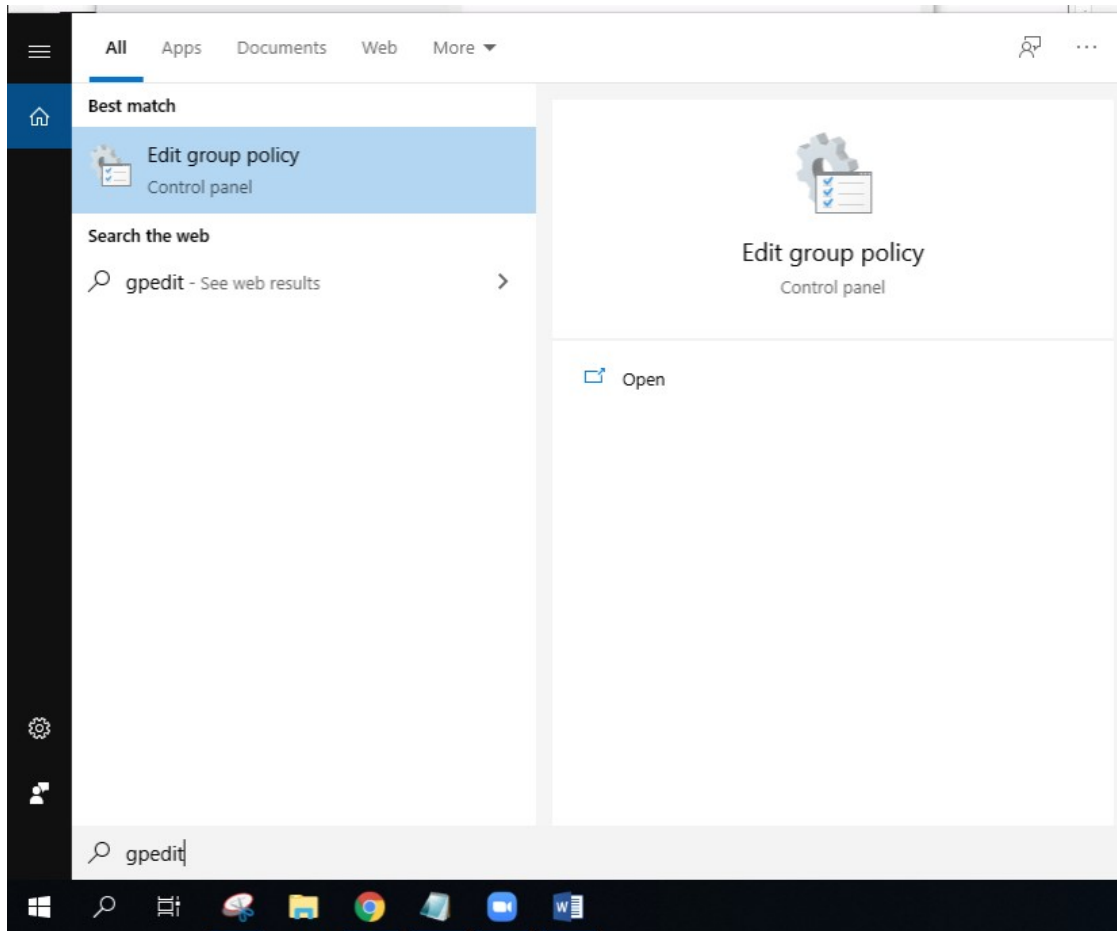 All Apps Documents Web More
Best match
Edit group policy
Control panel
Search the web
gpedit - See web results
Edit group policy
Control panel
Open
gpedit